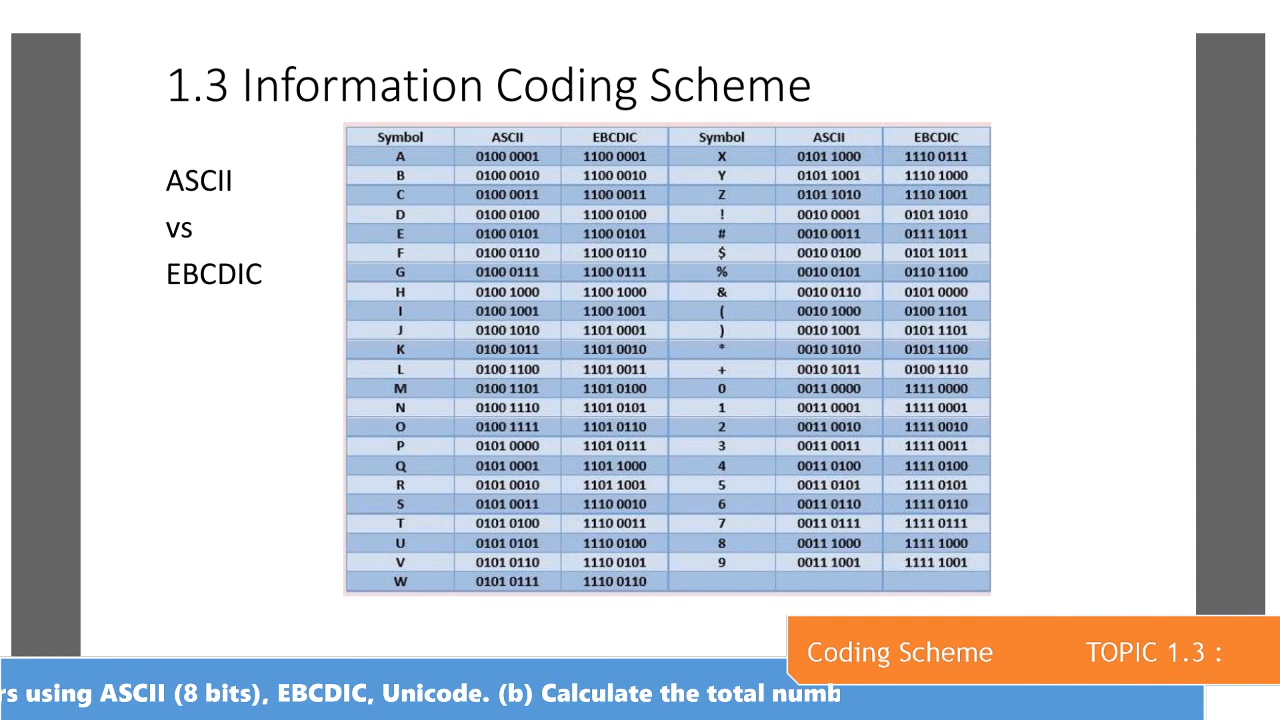 1.3 Information Coding Scheme
ASCII
vs
EBCDIC
Symbol ASCII EBCDIC Symbol ASCII EBCDIC
A 0100 0001 1100 0001 X 0101 1000 1110 0111
B 0100 0010 1100 0010 Y 0101 1001 1110 1000
C 0100 0011 1100 0011 Z 0101 1010 1110 1001
D 0100 0100 1100 0100 ! 0010 0001 0101 1010
E 0100 0101 1100 0101 # 0010 0011 0111 1011
F 0100 0110 1100 0110 $ 0010 0100 0101 1011
G 0100 0111 1100 0111 % 0010 0101 0110 1100
H 0100 1000 1100 1000 & 0010 0110 0101 0000
I 0100 1001 1100 1001 ( 0010 1000 0100 1101
J 0100 1010 1101 0001 ) 0010 1001 0101 1101
K 0100 1011 1101 0010 * 0010 1010 0101 1100
L 0100 1100 1101 0011 + 0010 1011 0100 1110
M 0100 1101 1101 0100 0 0011 0000 1111 0000
N 0100 1110 1101 0101 1 0011 0001 1111 0001
O 0100 1111 1101 0110 2 0011 0010 1111 0010
P 0101 0000 1101 0111 3 0011 0011 1111 0011
Q 0101 0001 1101 1000 4 0011 0100 1111 0100
R 0101 0010 1101 1001 5 0011 0101 1111 0101
S 0101 0011 1110 0010 6 0011 0110 1111 0110
T 0101 0100 1110 0011 7 0011 0111 1111 0111
U 0101 0101 1110 0100 8 0011 1000 1111 1000
V 0101 0110 1110 0101 9 0011 1001 1111 1001
W 0101 0111 1110 0110
Coding Scheme TOPIC 1.3 :
rs using ASCII (8 bits), EBCDIC, Unicode. (b) Calculate the total numb